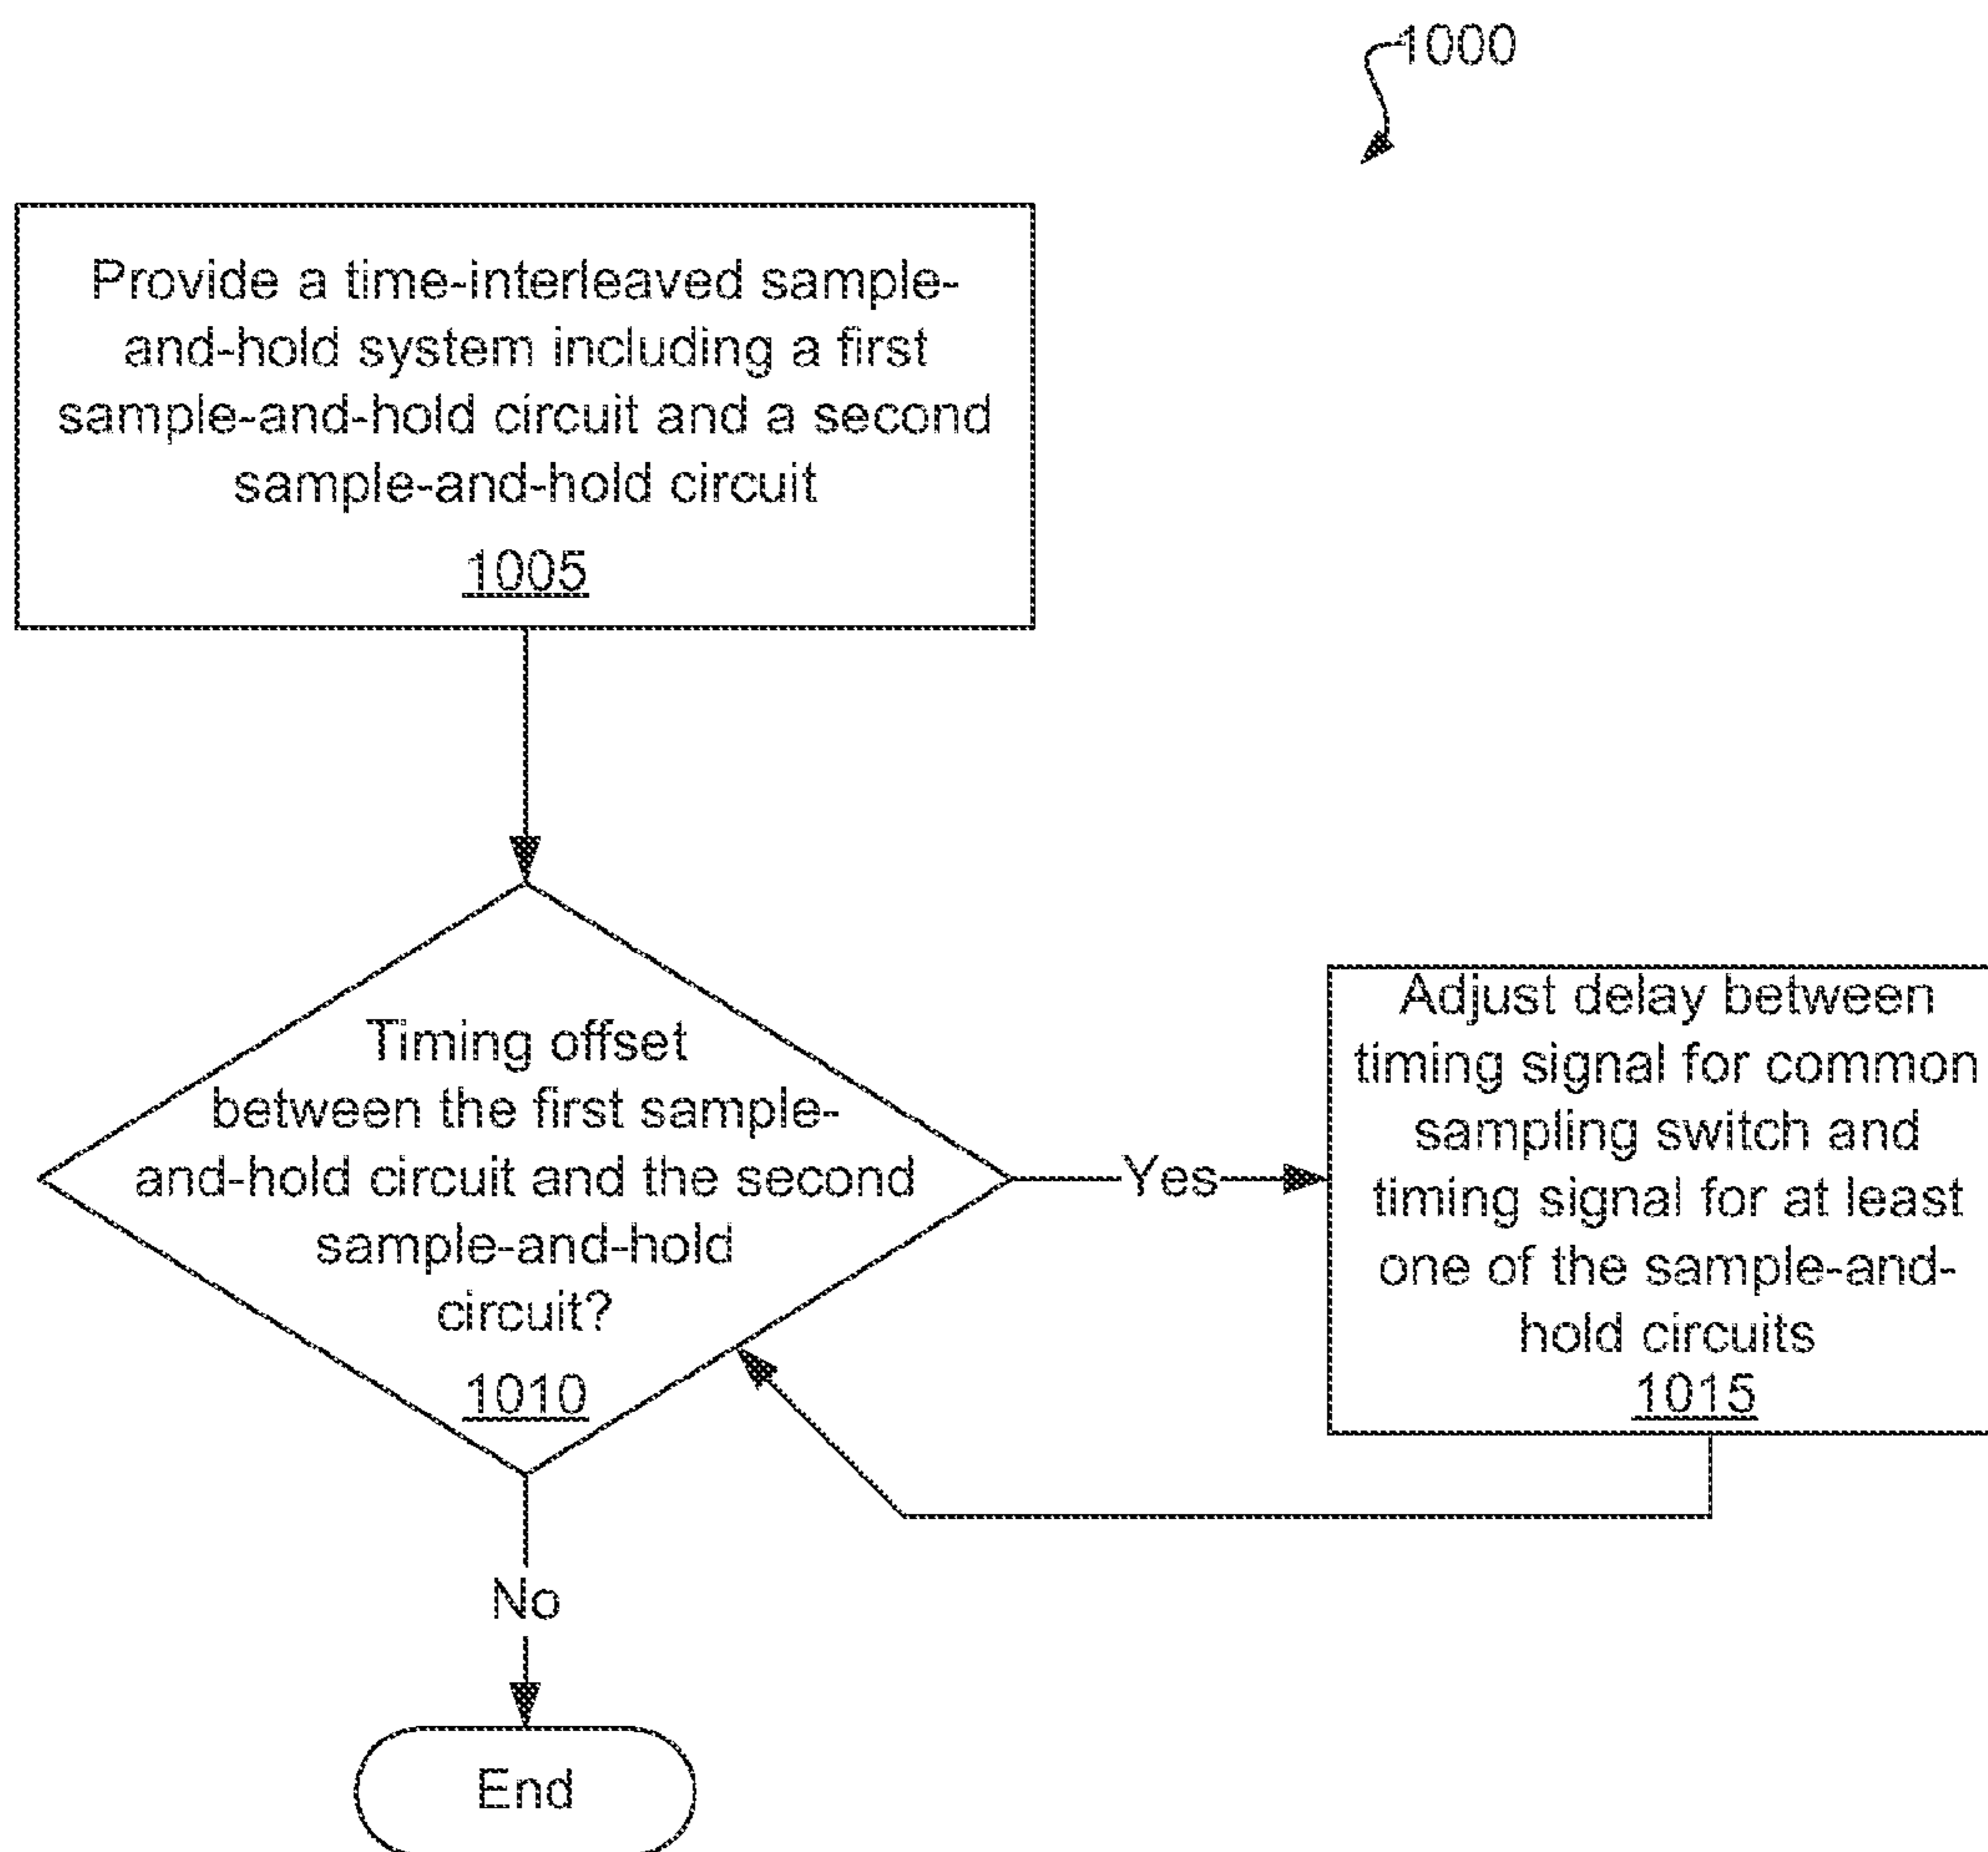 1000
Provide a time-interleaved sample-
and-hold system including a first
sample-and-hold circuit and a second
sample-and-hold circuit
1005
Timing offset
between the first sample-
and-hold circuit and the second
sample-and-hold
circuit?
1010
Yes
Adjust delay between
timing signal for common
sampling switch and
timing signal for at least
one of the sample-and-
hold circuits
1015
No
End